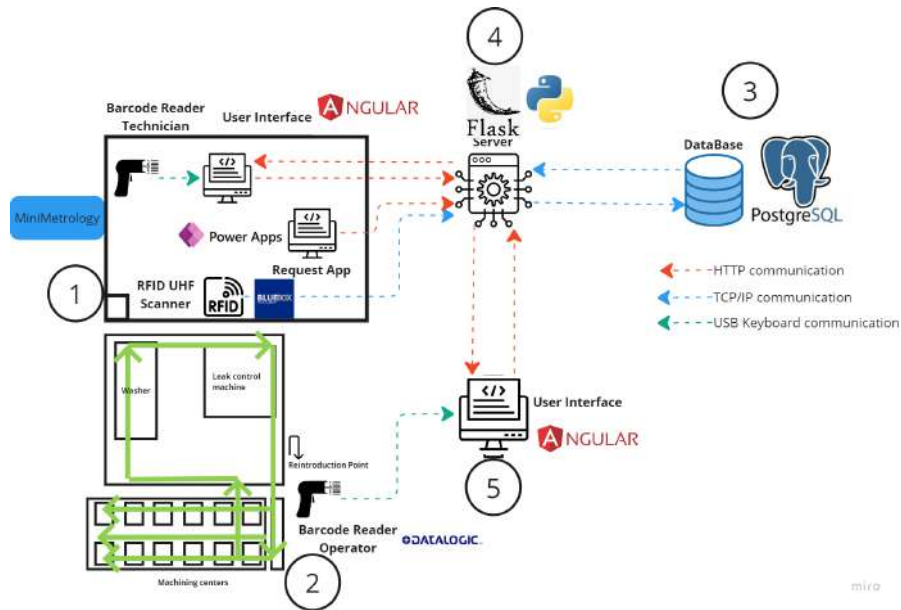 4
Barcode Reader
Technician
User Interface
ANGULAR
Flask
Server
3
DataBase
PostgreSQL
MiniMetrology
Power Apps
Request App
1
RFID UHF
Scanner
RFID
BLUEBOX
HTTP communication
TCP/IP communication
USB Keyboard communication
Washer
Leak control
machine
Reintroduction Point
User Interface
ANGULAR
5
Barcode Reader
Operator
DATALOGIC
Machining centers
2
miro